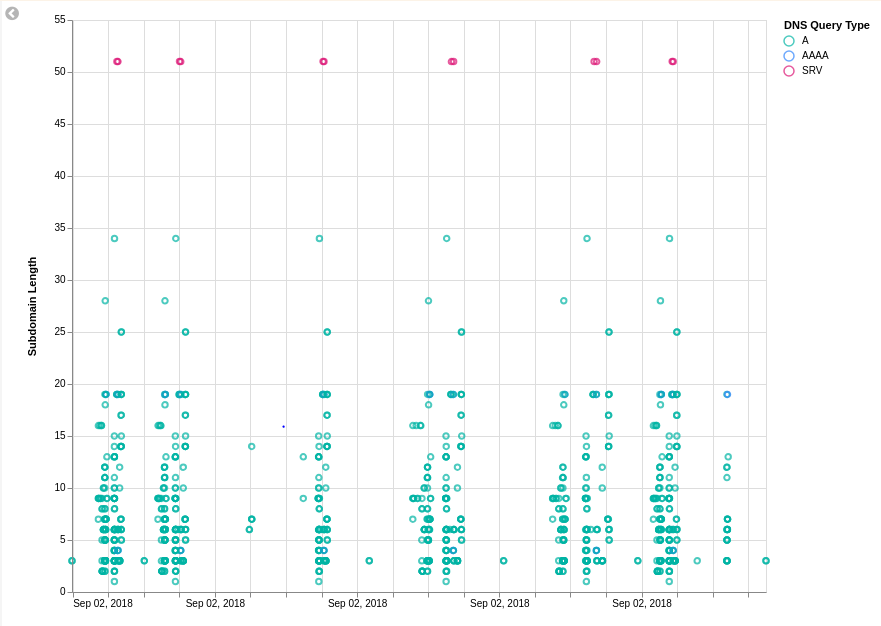 DNS Query Type
A
AAAA
SRV
Subdomain Length
55
50
45
40
35
30
25
20
15
10
5
0
Sep 02, 2018 Sep 02, 2018 Sep 02, 2018 Sep 02, 2018 Sep 02, 2018